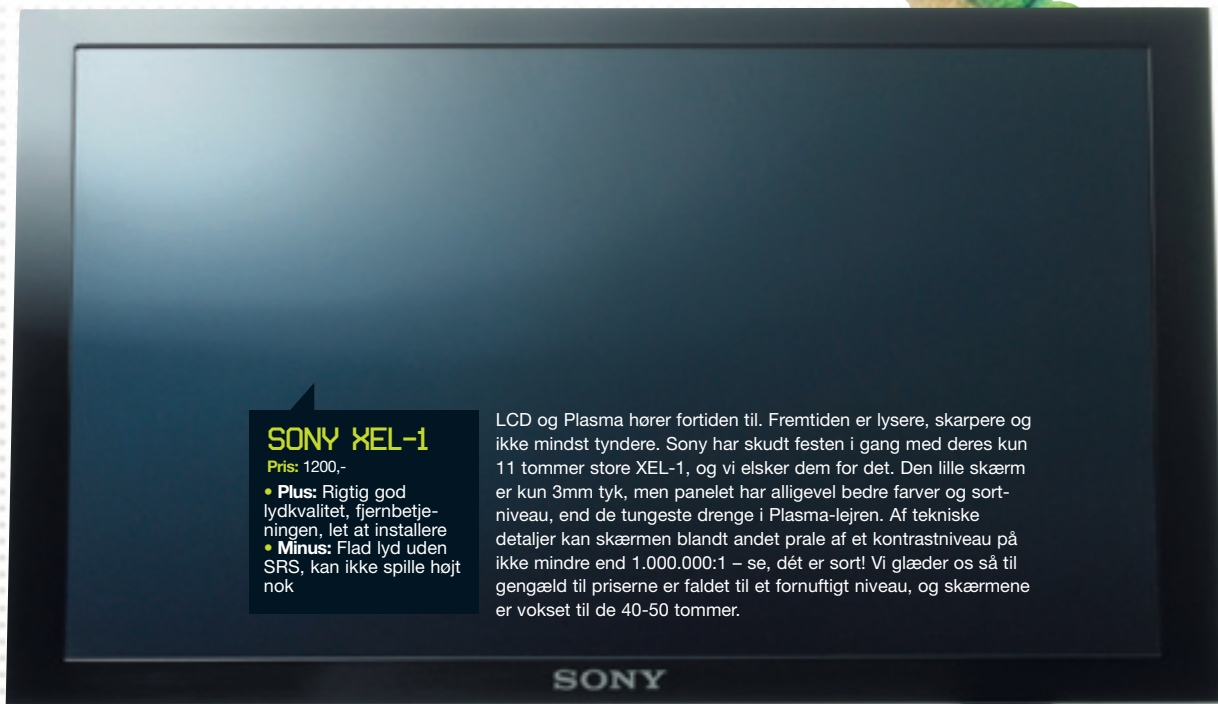 SONY XEL-1
Pris: 1200,-
• Plus: Rigtig god
lydkvalitet, fjernbetje-
ningen, let at installere
• Minus: Flad lyd uden
SRS, kan ikke spille højt
nok
LCD og Plasma hører fortiden til. Fremtiden er lysere, skarpere og
ikke mindst tyndere. Sony har skudt festen i gang med deres kun
11 tommer store XEL-1, og vi elsker dem for det. Den lille skærm
er kun 3mm tyk, men panelet har alligevel bedre farver og sort-
niveau, end de tungeste drenge i Plasma-lejren. Af tekniske
detaljer kan skærmen blandt andet prale af et kontrastniveau på
ikke mindre end 1.000.000:1 – se, dét er sort! Vi glæder os så til
gengæld til priserne er faldet til et fornuftigt niveau, og skærmene
er vokset til de 40-50 tommer.
SONY